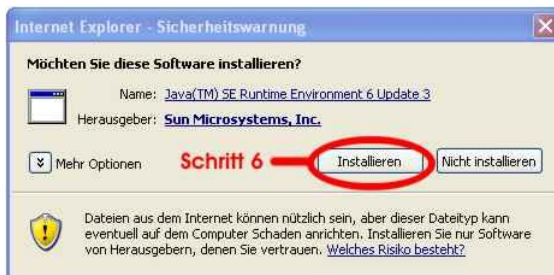 Internet Explorer - Sicherheitswarnung
Möchten Sie diese Software installieren?
Name: Java(TM) SE Runtime Environment 6 Update 3
Herausgeber: Sun Microsystems, Inc.
Mehr Optionen Schritt 6 Installieren Nicht installieren
Dateien aus dem Internet können nützlich sein, aber dieser Dateityp kann
eventuell auf dem Computer Schaden anrichten. Installieren Sie nur Software
von Herausgebern, denen Sie vertrauen. Welches Risiko besteht?